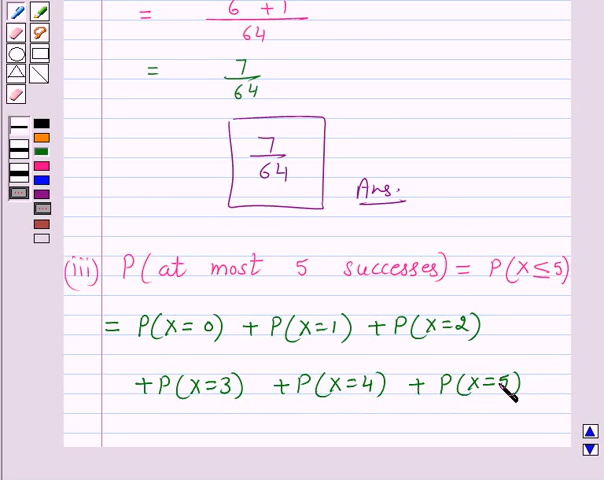 = 6 + 1 / 64
= 7 / 64
7 / 64
Ans.
(iii) P(at most 5 successes) = P(X ≤ 5)
= P(X = 0) + P(X = 1) + P(X = 2)
+ P(X = 3) + P(X = 4) + P(X = 5)